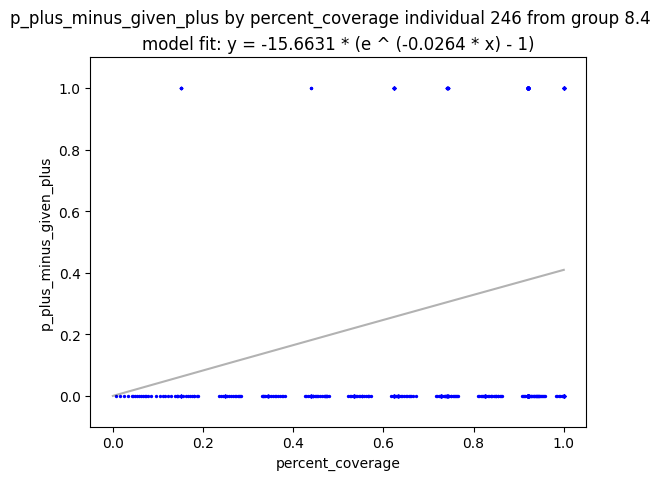 p_plus_minus_given_plus by percent_coverage individual 246 from group 8.4
model fit: y = -15.6631 * (e ^ (-0.0264 * x) - 1)
1.0
0.8
0.6
0.4
0.2
0.0
p_plus_minus_given_plus
0.0 0.2 0.4 0.6 0.8 1.0
percent_coverage